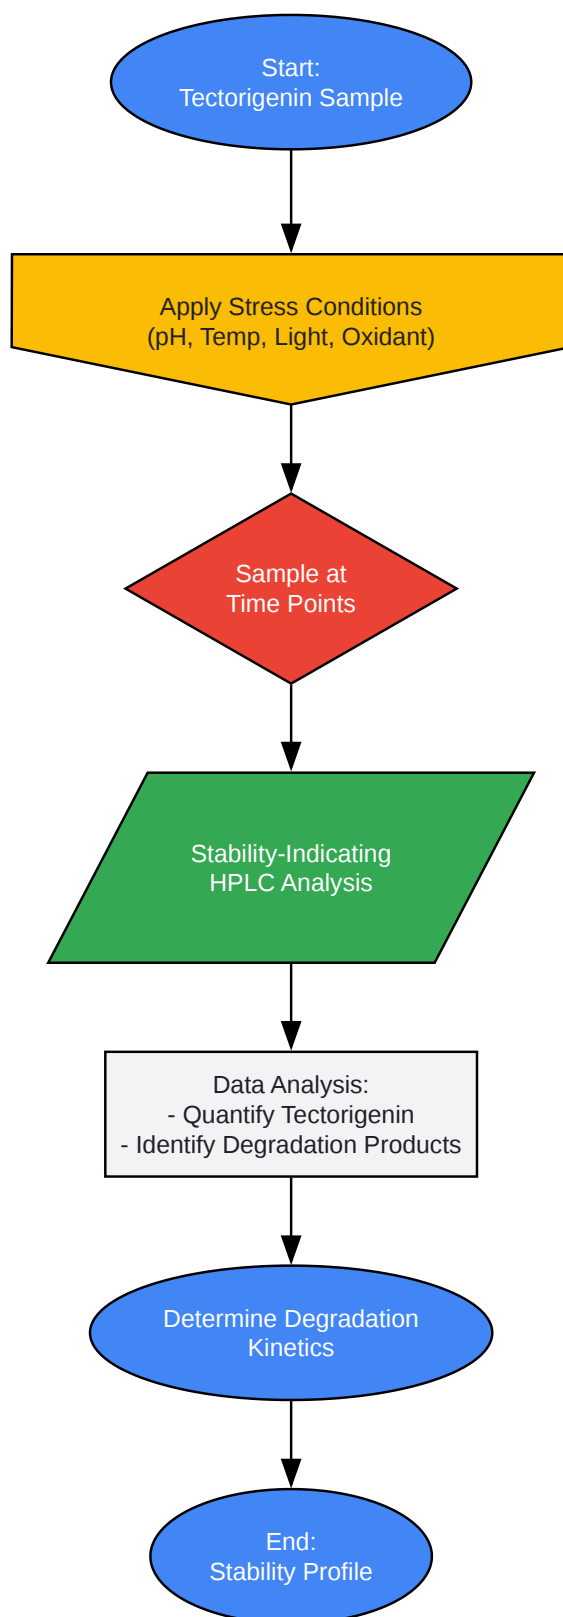 Start:
Tectorigenin Sample
Apply Stress Conditions
(pH, Temp, Light, Oxidant)
Sample at
Time Points
Stability-Indicating
HPLC Analysis
Data Analysis:
- Quantify Tectorigenin
- Identify Degradation Products
Determine Degradation
Kinetics
End:
Stability Profile